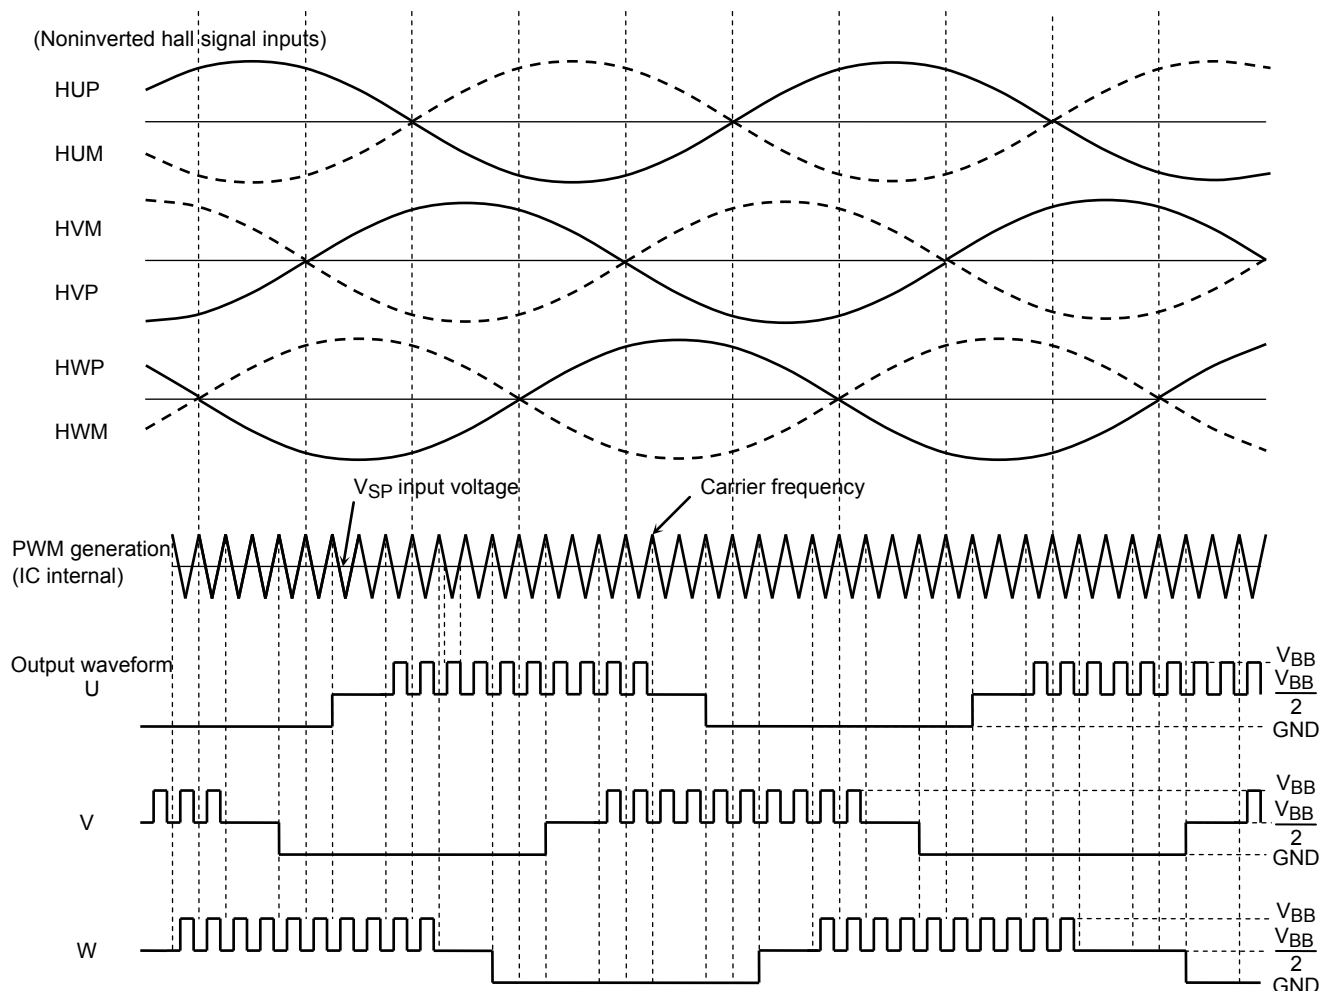 (Noninverted hall signal inputs)
HUP
HUM
HVM
HVP
HWP
HWM
VSP input voltage
Carrier frequency
PWM generation
(IC internal)
Output waveform
U
VBB
VBB
2
GND
V
VBB
VBB
2
GND
W
VBB
VBB
2
GND